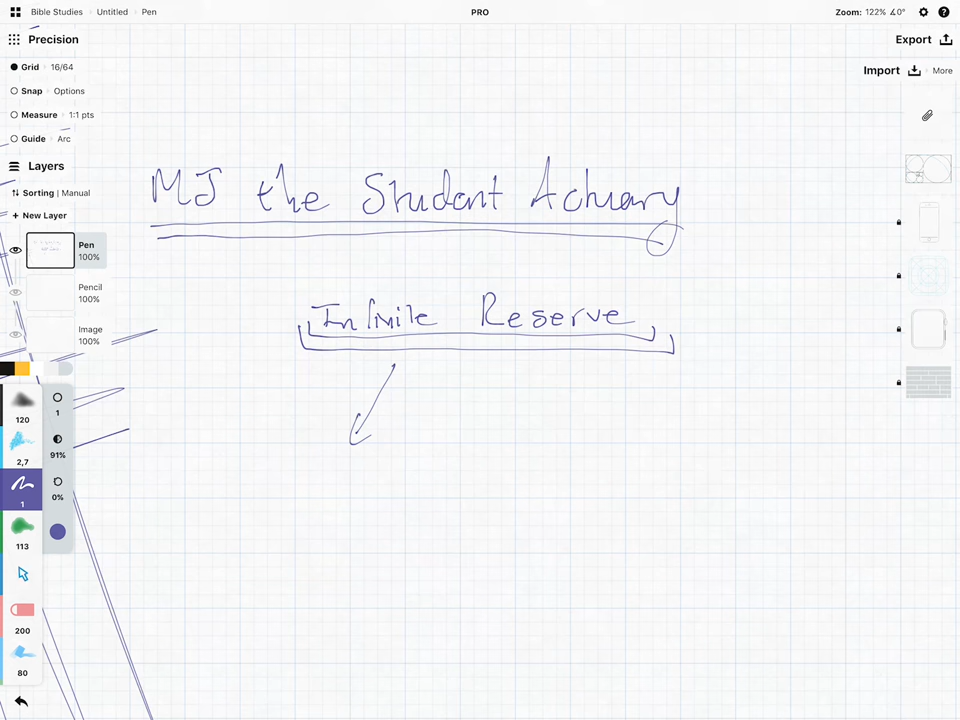 Bible Studies › Untitled › Pen
PRO
Zoom: 122% ∡0°
Precision
Export
Grid › 16/64
Import
› More
Snap › Options
Measure › 1:1 pts
Guide › Arc
MJ the Student Actuary
Layers
Sorting | Manual
+ New Layer
Pen
100%
Pencil
100%
Image
100%
Infinite Reserve
120
1
2,7
91%
1
0%
113
200
80